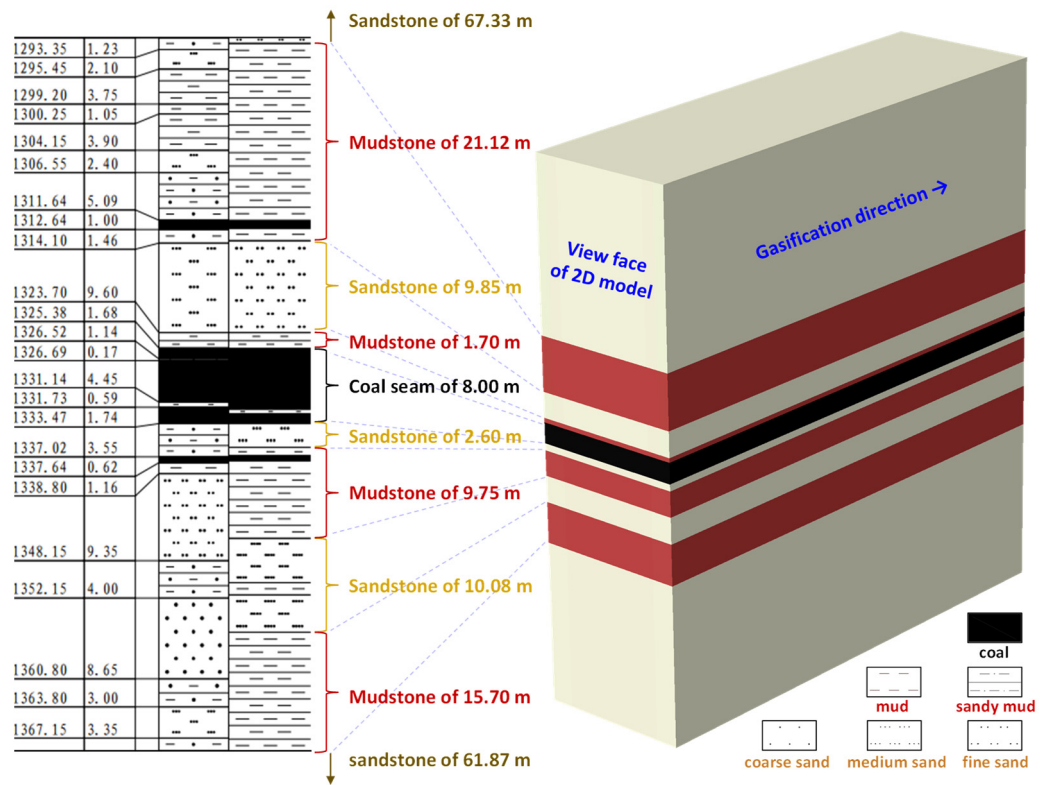 Sandstone of 67.33 m
1293.35 1.23
1295.45 2.10
1299.20 3.75
1300.25 1.05
1304.15 3.90
1306.55 2.40
1311.64 5.09
1312.64 1.00
1314.10 1.46
1323.70 9.60
1325.38 1.68
1326.52 1.14
1326.69 0.17
1331.14 4.45
1331.73 0.59
1333.47 1.74
1337.02 3.55
1337.64 0.62
1338.80 1.16
1348.15 9.35
1352.15 4.00
1360.80 8.65
1363.80 3.00
1367.15 3.35
Mudstone of 21.12 m
Sandstone of 9.85 m
Mudstone of 1.70 m
Coal seam of 8.00 m
Sandstone of 2.60 m
Mudstone of 9.75 m
Sandstone of 10.08 m
Mudstone of 15.70 m
sandstone of 61.87 m
View face
of 2D model
Gasification direction →
coal
mud
sandy mud
coarse sand
medium sand
fine sand